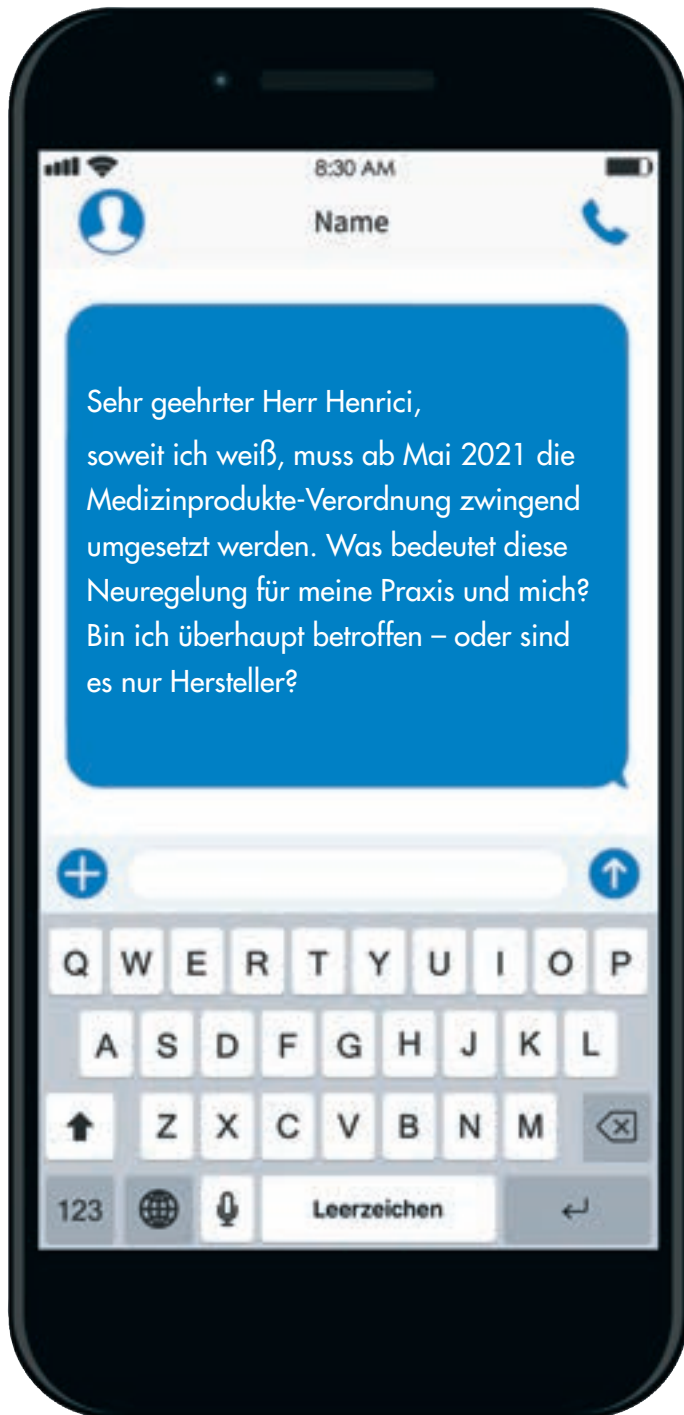 8:30 AM
Name
Sehr geehrter Herr Henrici,
soweit ich weiß, muss ab Mai 2021 die
Medizinprodukte-Verordnung zwingend
umgesetzt werden. Was bedeutet diese
Neuregelung für meine Praxis und mich?
Bin ich überhaupt betroffen – oder sind
es nur Hersteller?
Q W E R T Y U I O P
A S D F G H J K L
Z X C V B N M
123 Leerzeichen